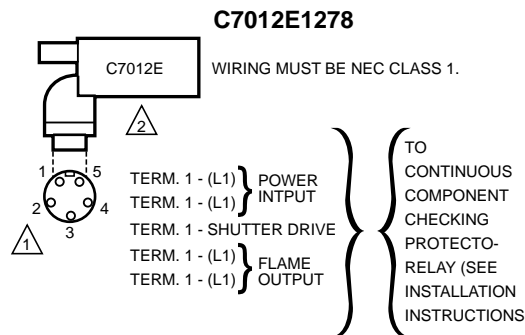 C7012E1278
C7012E
WIRING MUST BE NEC CLASS 1.
2
1
5
2
4
3
1
TERM. 1 - (L1)
TERM. 1 - (L1)
POWER
INTPUT
TERM. 1 - SHUTTER DRIVE
TERM. 1 - (L1)
TERM. 1 - (L1)
FLAME
OUTPUT
TO
CONTINUOUS
COMPONENT
CHECKING
PROTECTO-
RELAY (SEE
INSTALLATION
INSTRUCTIONS